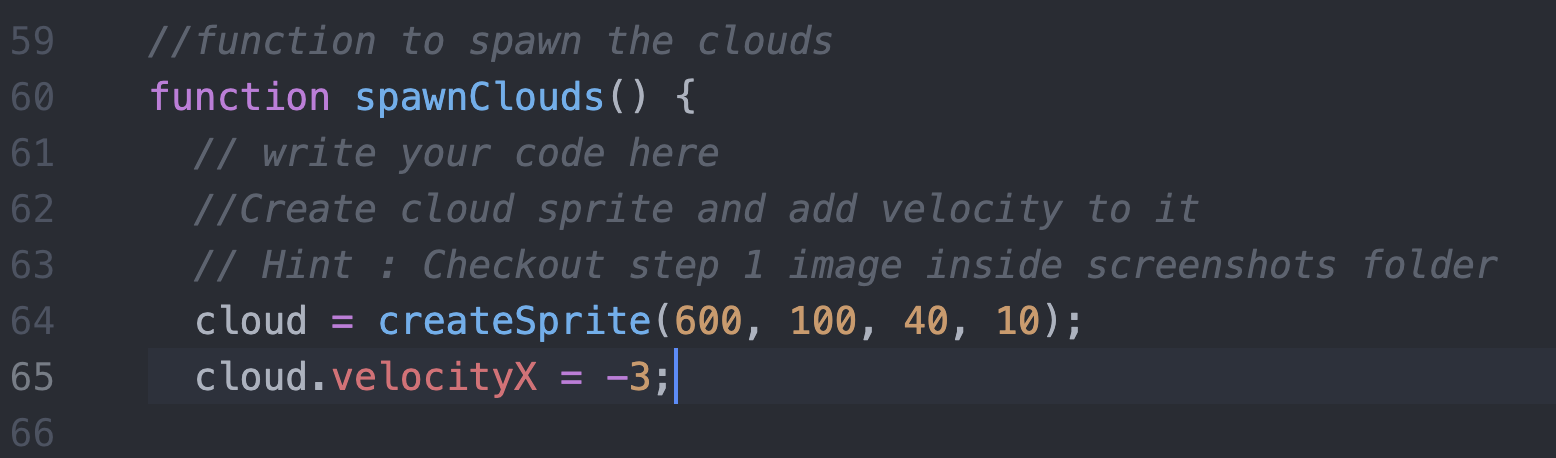 59 //function to spawn the clouds
60 function spawnClouds() {
61 // write your code here
62 //Create cloud sprite and add velocity to it
63 // Hint : Checkout step 1 image inside screenshots folder
64 cloud = createSprite(600, 100, 40, 10);
65 cloud.velocityX = -3;
66